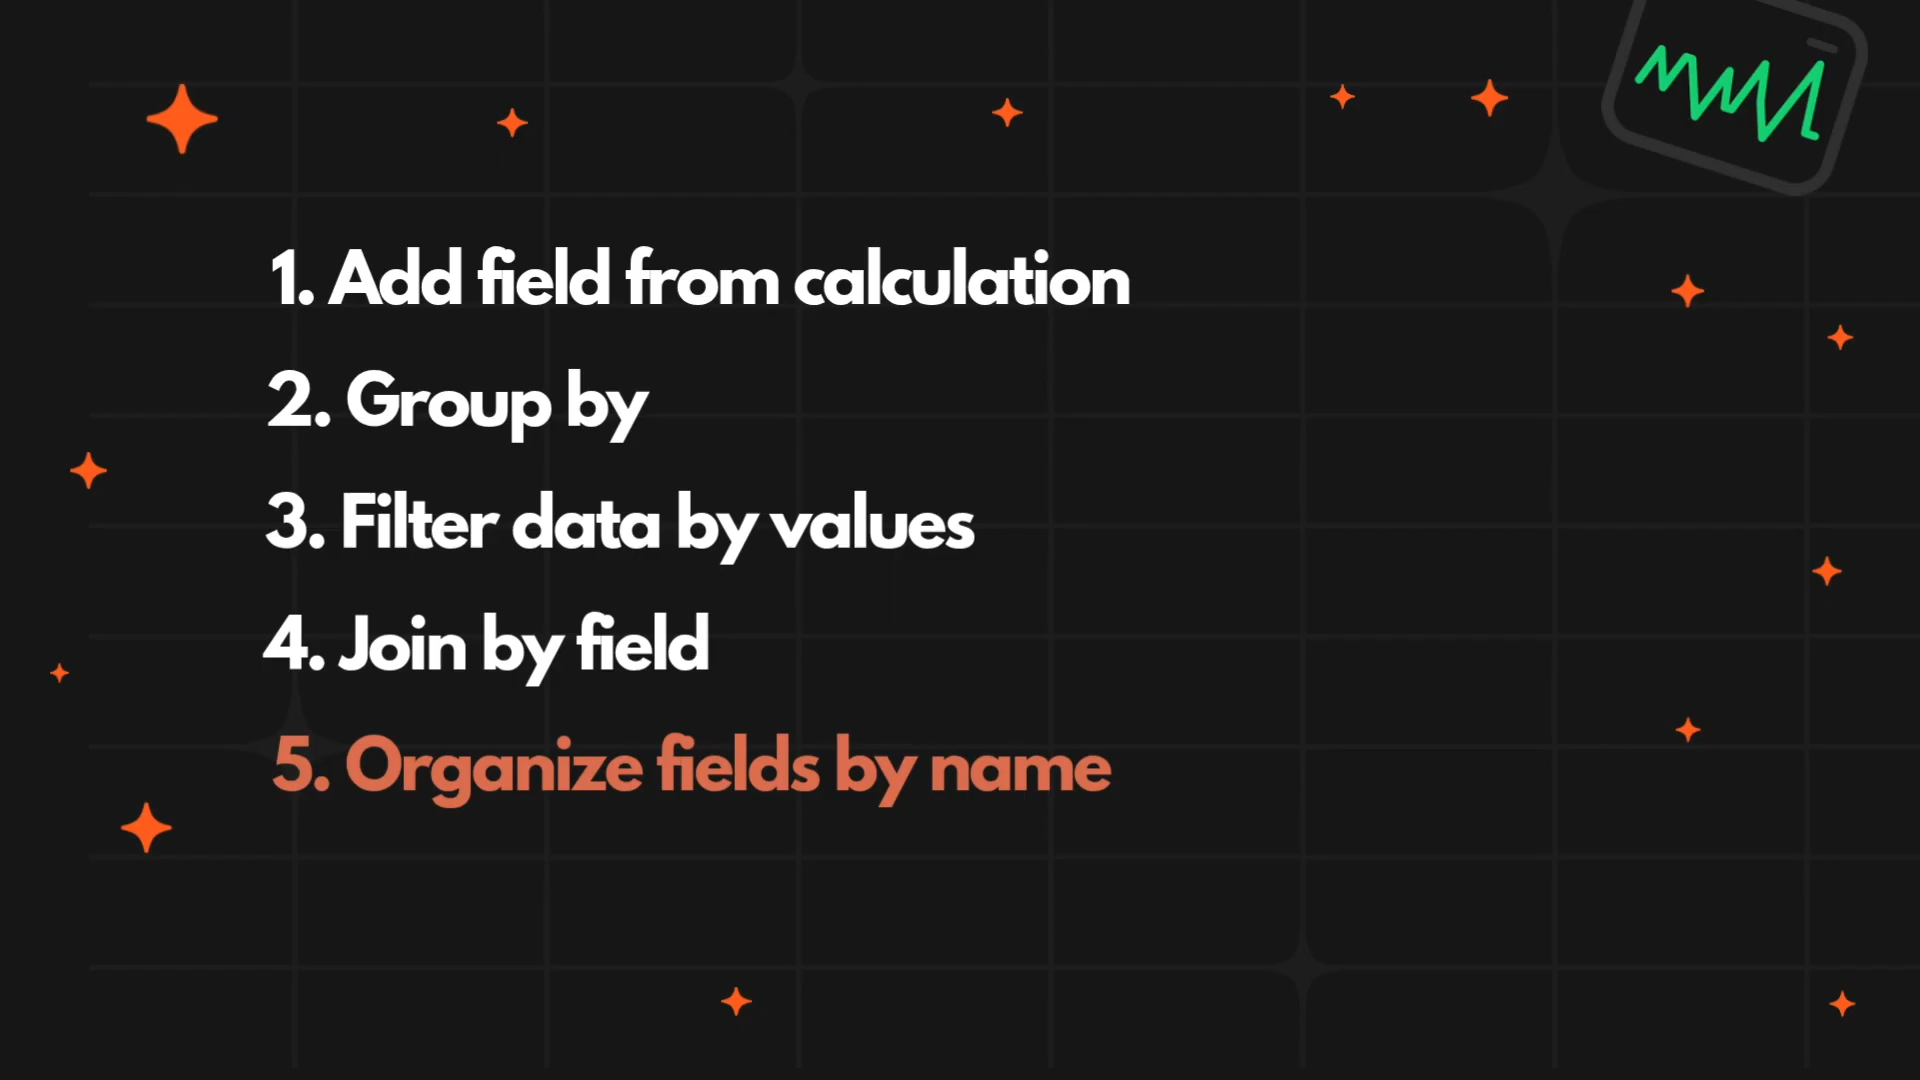 1. Add field from calculation
2. Group by
3. Filter data by values
4. Join by field
5. Organize fields by name